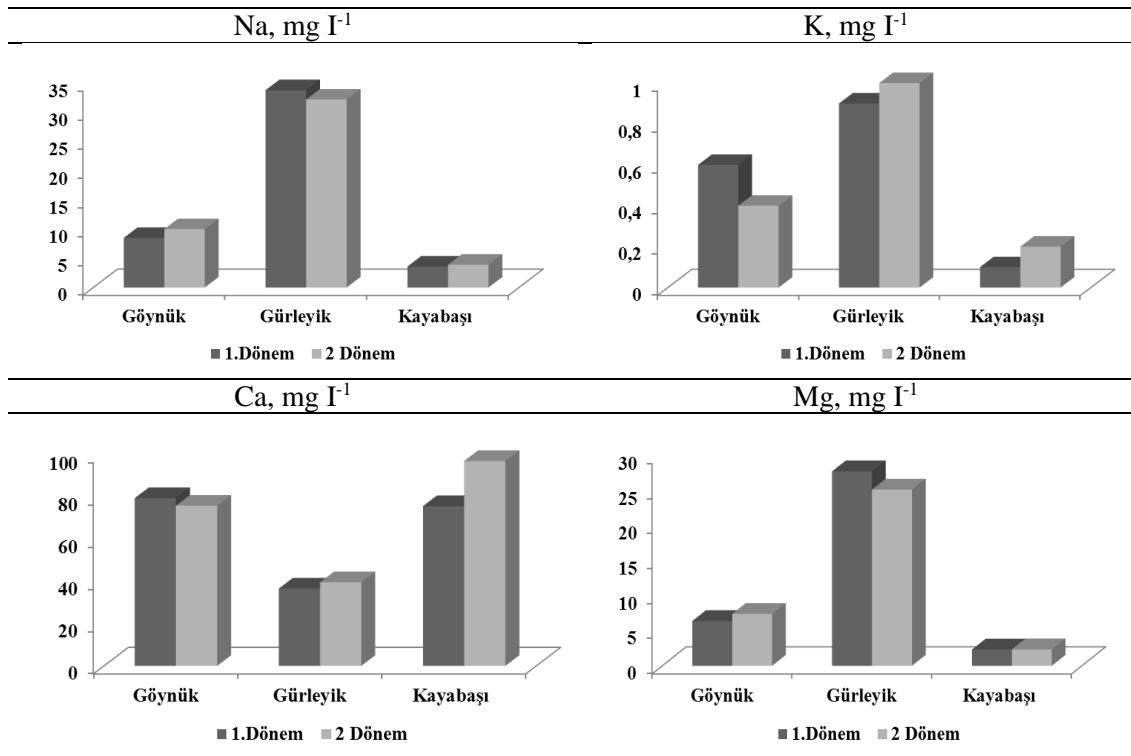 Na, mg I-1
K, mg I-1
35
30
25
20
15
10
5
0
Göynük Gürleyik Kayabaşı
1.Dönem 2 Dönem
1
0,8
0,6
0,4
0,2
0
Göynük Gürleyik Kayabaşı
1.Dönem 2 Dönem
Ca, mg I-1
Mg, mg I-1
100
80
60
40
20
0
Göynük Gürleyik Kayabaşı
1.Dönem 2 Dönem
30
25
20
15
10
5
0
Göynük Gürleyik Kayabaşı
1.Dönem 2 Dönem